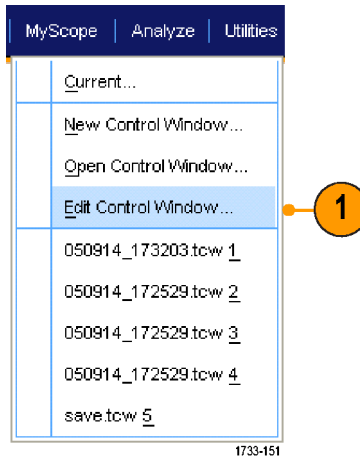 MyScope | Analyze | Utilities
Current...
New Control Window...
Open Control Window...
Edit Control Window...
1
050914_173203.tcw 1
050914_172529.tcw 2
050914_172529.tcw 3
050914_172529.tcw 4
save.tcw 5
1733-151